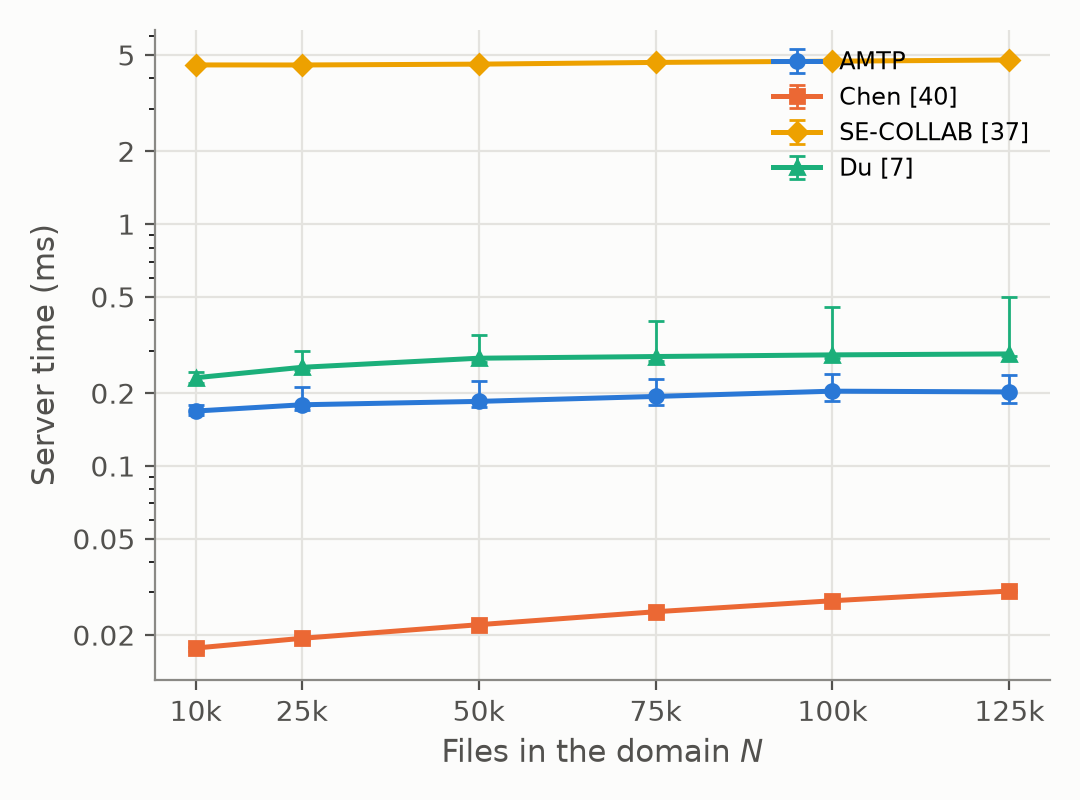 AMTP
Chen [40]
SE-COLLAB [37]
Du [7]
5
2
1
0.5
0.2
0.1
0.05
0.02
Server time (ms)
10k 25k 50k 75k 100k 125k
Files in the domain N